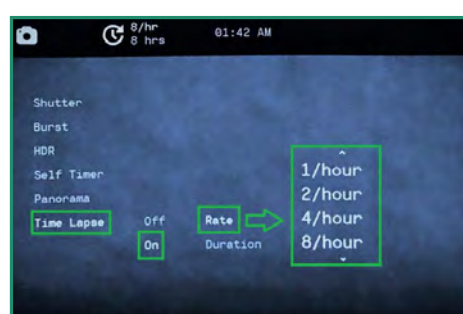 8/hr
8 hrs
01:42 AM
Shutter
Burst
HDR
Self Timer
Panorama
Time Lapse
Off
On
Rate
Duration
1/hour
2/hour
4/hour
8/hour